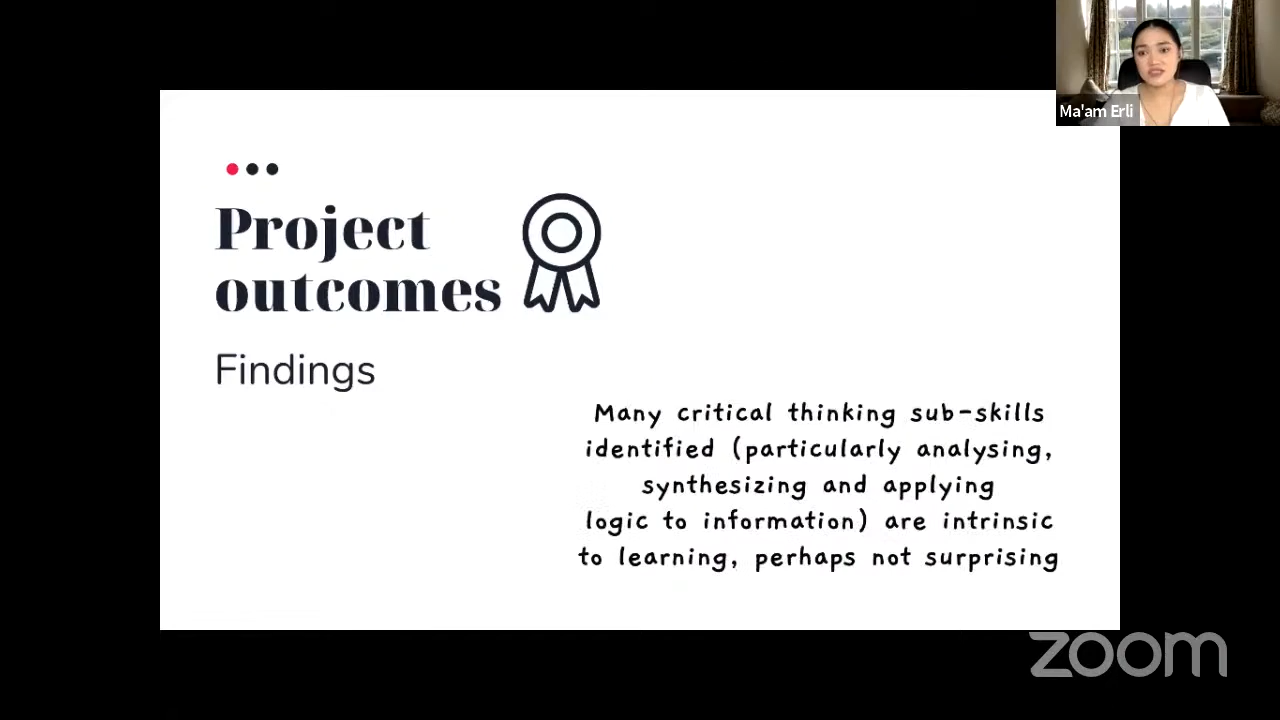 Ma'am Erli
Project
outcomes
Findings
Many critical thinking sub-skills
identified (particularly analysing,
synthesizing and applying
logic to information) are intrinsic
to learning, perhaps not surprising
zoom